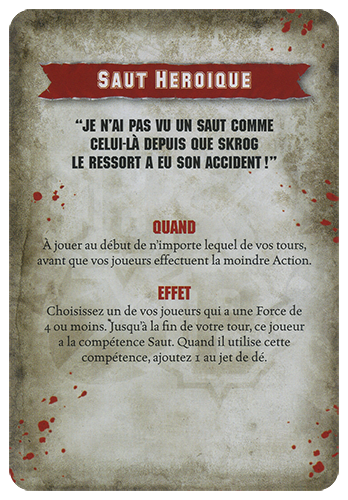 SAUT HEROIQUE
“JE N’AI PAS VU UN SAUT COMME
CELUI-LÀ DEPUIS QUE SKROG
LE RESSORT A EU SON ACCIDENT !”
QUAND
À jouer au début de n’importe lequel de vos tours,
avant que vos joueurs effectuent la moindre Action.
EFFET
Choisissez un de vos joueurs qui a une Force de
4 ou moins. Jusqu’à la fin de votre tour, ce joueur
a la compétence Saut. Quand il utilise cette
compétence, ajoutez 1 au jet de dé.